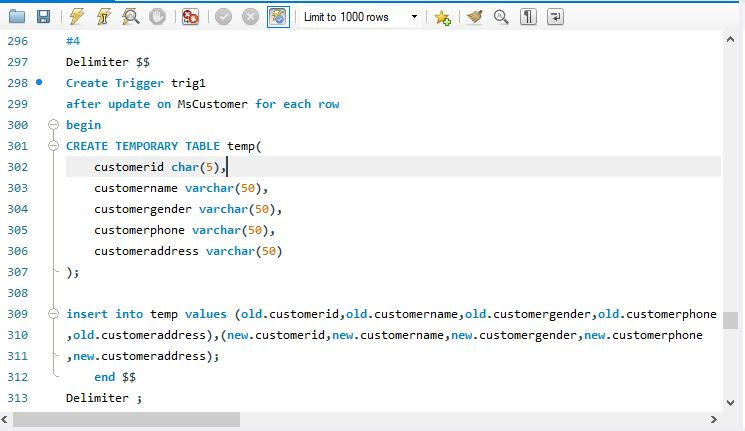 Limit to 1000 rows
296 #4
297 Delimiter $$
298 Create Trigger trig1
299 after update on MsCustomer for each row
300 begin
301 CREATE TEMPORARY TABLE temp(
302 customerid char(5),
303 customername varchar(50),
304 customergender varchar(50),
305 customerphone varchar(50),
306 customeraddress varchar(50)
307 );
308
309 insert into temp values (old.customerid,old.customername,old.customergender,old.customerphone
310 ,old.customeraddress),(new.customerid,new.customername,new.customergender,new.customerphone
311 ,new.customeraddress);
312 end $$
313 Delimiter ;